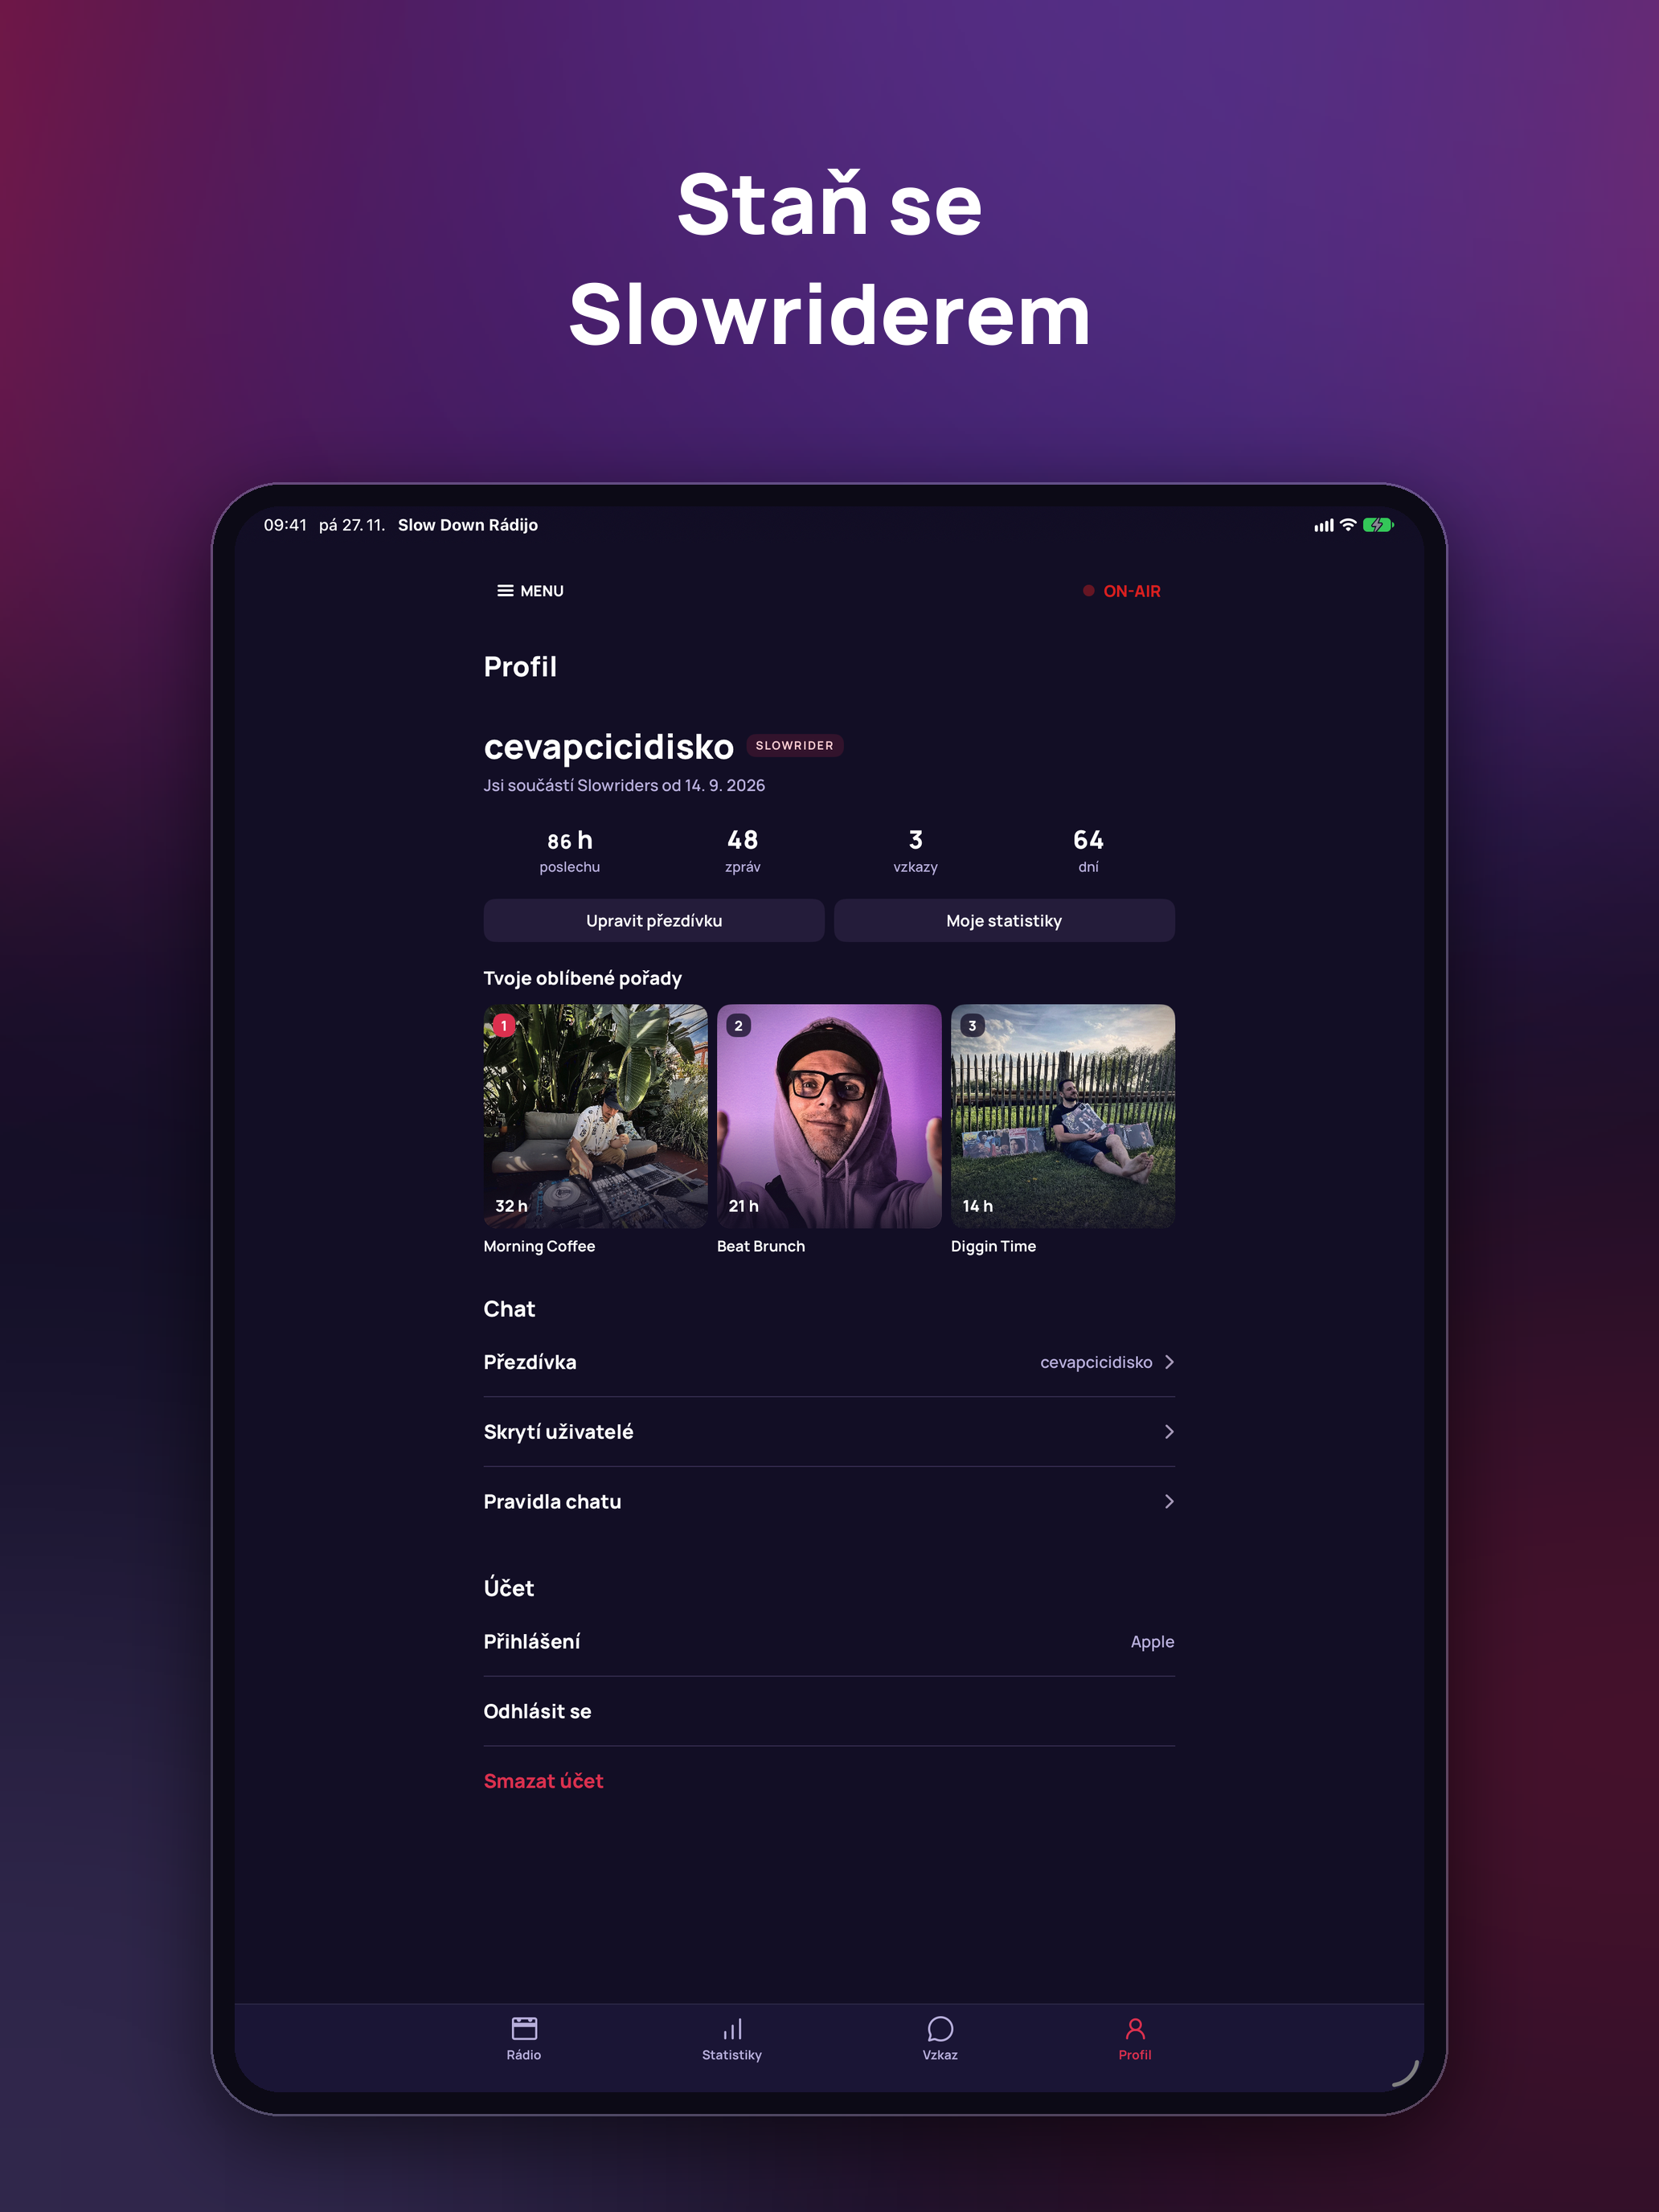 Staň se
Slowriderem
09:41 pá 27. 11. Slow Down Rádijo
MENU
ON-AIR
Profil
cevapcicidisko SLOWRIDER
Jsi součástí Slowriders od 14. 9. 2026
86 h 48 3 64
poslechu zpráv vzkazy dní
Upravit přezdívku Moje statistiky
Tvoje oblíbené pořady
1 2 3
32 h 21 h 14 h
Morning Coffee Beat Brunch Diggin Time
Chat
Přezdívka cevapcicidisko
Skrytí uživatelé
Pravidla chatu
Účet
Přihlášení Apple
Odhlásit se
Smazat účet
Rádio Statistiky Vzkaz Profil